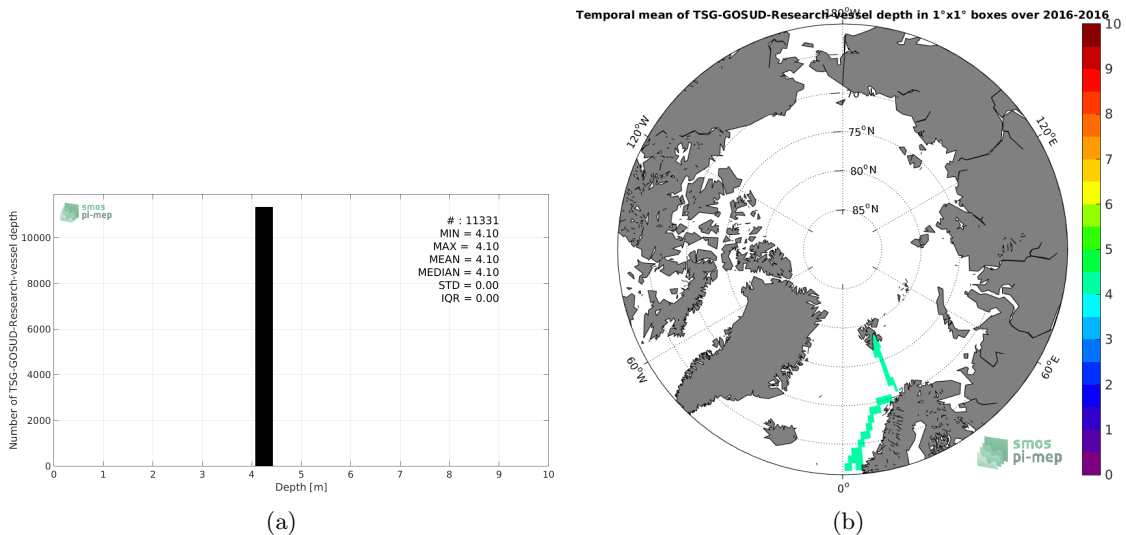 Temporal mean of TSG-GOSUD-Research-vessel depth in 1°x1° boxes over 2016-2016
smos
pi-mep
# : 11331
MIN = 4.10
MAX = 4.10
MEAN = 4.10
MEDIAN = 4.10
STD = 0.00
IQR = 0.00
Number of TSG-GOSUD-Research-vessel depth
10000
8000
6000
4000
2000
0
0 1 2 3 4 5 6 7 8 9 10
Depth [m]
(a)
180°W
120°W
120°E
70°N
75°N
80°N
85°N
60°W
60°E
0°
10
9
8
7
6
5
4
3
2
1
0
smos
pi-mep
(b)